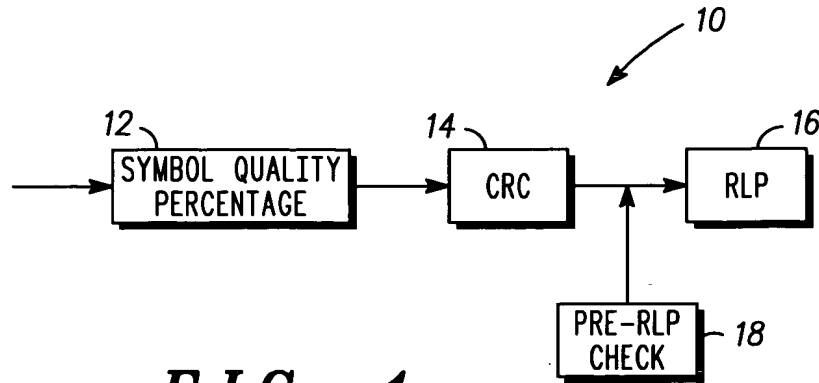 10
12
14
16
SYMBOL QUALITY
PERCENTAGE
CRC
RLP
PRE-RLP
CHECK
18
FIG. 1